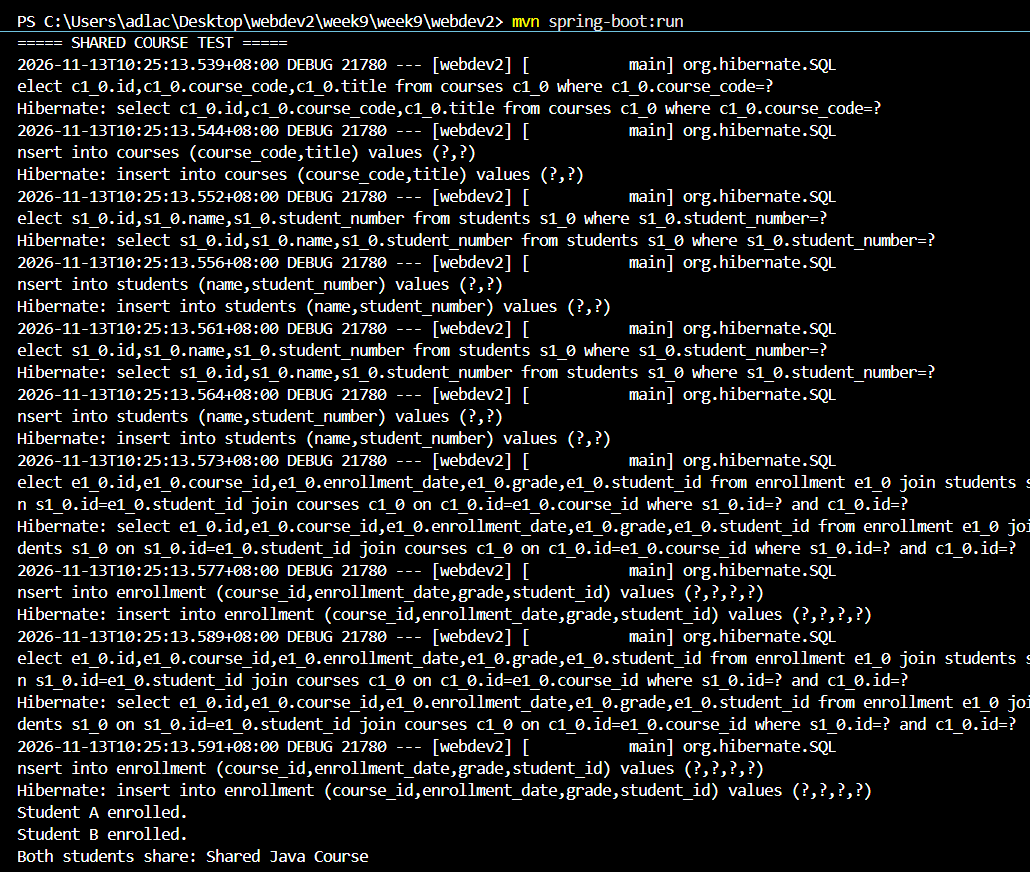 PS C:\Users\adlac\Desktop\webdev2\week9\week9\webdev2> mvn spring-boot:run
===== SHARED COURSE TEST =====
2026-11-13T10:25:13.539+08:00 DEBUG 21780 --- [webdev2] [           main] org.hibernate.SQL
elect c1_0.id,c1_0.course_code,c1_0.title from courses c1_0 where c1_0.course_code=?
Hibernate: select c1_0.id,c1_0.course_code,c1_0.title from courses c1_0 where c1_0.course_code=?
2026-11-13T10:25:13.544+08:00 DEBUG 21780 --- [webdev2] [           main] org.hibernate.SQL
nsert into courses (course_code,title) values (?,?)
Hibernate: insert into courses (course_code,title) values (?,?)
2026-11-13T10:25:13.552+08:00 DEBUG 21780 --- [webdev2] [           main] org.hibernate.SQL
elect s1_0.id,s1_0.name,s1_0.student_number from students s1_0 where s1_0.student_number=?
Hibernate: select s1_0.id,s1_0.name,s1_0.student_number from students s1_0 where s1_0.student_number=?
2026-11-13T10:25:13.556+08:00 DEBUG 21780 --- [webdev2] [           main] org.hibernate.SQL
nsert into students (name,student_number) values (?,?)
Hibernate: insert into students (name,student_number) values (?,?)
2026-11-13T10:25:13.561+08:00 DEBUG 21780 --- [webdev2] [           main] org.hibernate.SQL
elect s1_0.id,s1_0.name,s1_0.student_number from students s1_0 where s1_0.student_number=?
Hibernate: select s1_0.id,s1_0.name,s1_0.student_number from students s1_0 where s1_0.student_number=?
2026-11-13T10:25:13.564+08:00 DEBUG 21780 --- [webdev2] [           main] org.hibernate.SQL
nsert into students (name,student_number) values (?,?)
Hibernate: insert into students (name,student_number) values (?,?)
2026-11-13T10:25:13.573+08:00 DEBUG 21780 --- [webdev2] [           main] org.hibernate.SQL
elect e1_0.id,e1_0.course_id,e1_0.enrollment_date,e1_0.grade,e1_0.student_id from enrollment e1_0 join students s
n s1_0.id=e1_0.student_id join courses c1_0 on c1_0.id=e1_0.course_id where s1_0.id=? and c1_0.id=?
Hibernate: select e1_0.id,e1_0.course_id,e1_0.enrollment_date,e1_0.grade,e1_0.student_id from enrollment e1_0 joi
dents s1_0 on s1_0.id=e1_0.student_id join courses c1_0 on c1_0.id=e1_0.course_id where s1_0.id=? and c1_0.id=?
2026-11-13T10:25:13.577+08:00 DEBUG 21780 --- [webdev2] [           main] org.hibernate.SQL
nsert into enrollment (course_id,enrollment_date,grade,student_id) values (?,?,?,?)
Hibernate: insert into enrollment (course_id,enrollment_date,grade,student_id) values (?,?,?,?)
2026-11-13T10:25:13.589+08:00 DEBUG 21780 --- [webdev2] [           main] org.hibernate.SQL
elect e1_0.id,e1_0.course_id,e1_0.enrollment_date,e1_0.grade,e1_0.student_id from enrollment e1_0 join students s
n s1_0.id=e1_0.student_id join courses c1_0 on c1_0.id=e1_0.course_id where s1_0.id=? and c1_0.id=?
Hibernate: select e1_0.id,e1_0.course_id,e1_0.enrollment_date,e1_0.grade,e1_0.student_id from enrollment e1_0 joi
dents s1_0 on s1_0.id=e1_0.student_id join courses c1_0 on c1_0.id=e1_0.course_id where s1_0.id=? and c1_0.id=?
2026-11-13T10:25:13.591+08:00 DEBUG 21780 --- [webdev2] [           main] org.hibernate.SQL
nsert into enrollment (course_id,enrollment_date,grade,student_id) values (?,?,?,?)
Hibernate: insert into enrollment (course_id,enrollment_date,grade,student_id) values (?,?,?,?)
Student A enrolled.
Student B enrolled.
Both students share: Shared Java Course